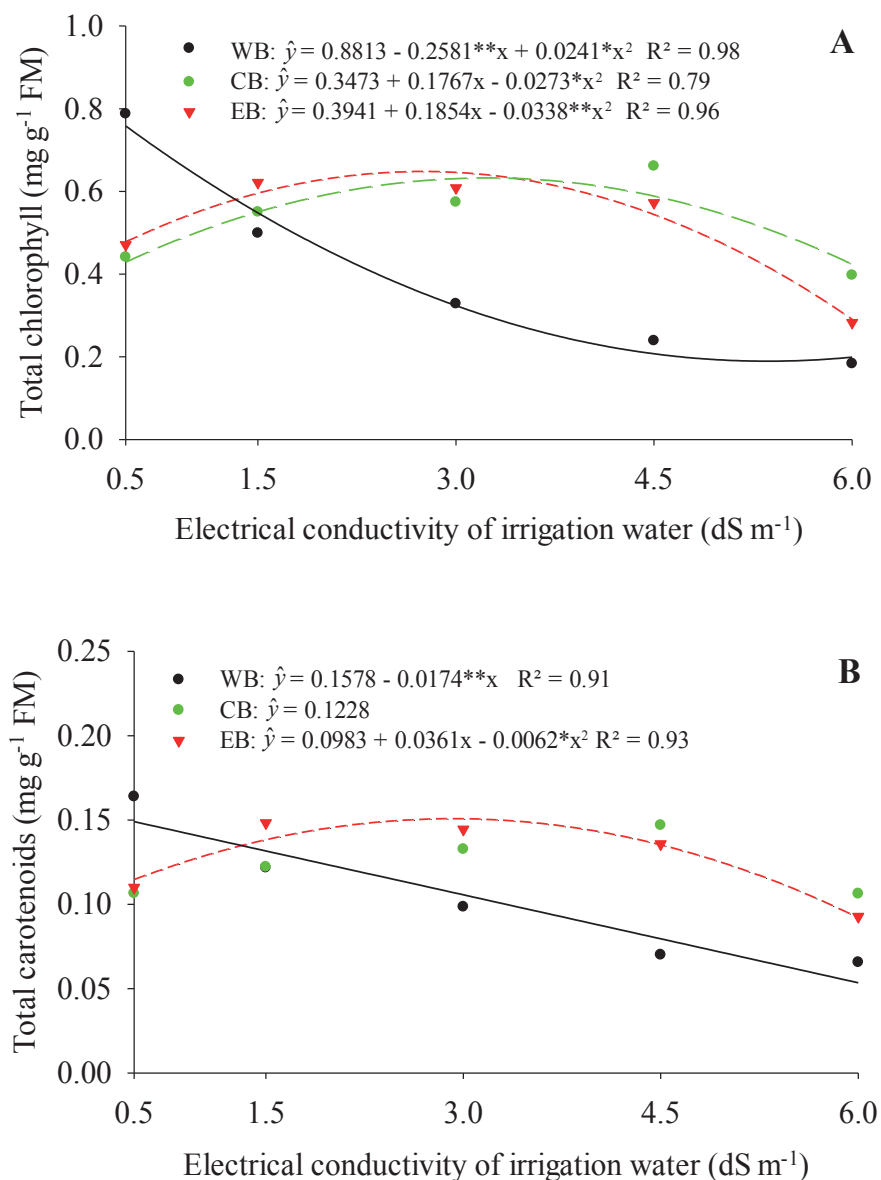 1.0
A
WB: ŷ = 0.8813 - 0.2581**x + 0.0241*x² R² = 0.98
CB: ŷ = 0.3473 + 0.1767x - 0.0273*x² R² = 0.79
EB: ŷ = 0.3941 + 0.1854x - 0.0338**x² R² = 0.96
0.8
0.6
0.4
0.2
0.0
Total chlorophyll (mg g⁻¹ FM)
0.5 1.5 3.0 4.5 6.0
Electrical conductivity of irrigation water (dS m⁻¹)
0.25
B
WB: ŷ = 0.1578 - 0.0174**x R² = 0.91
CB: ŷ = 0.1228
EB: ŷ = 0.0983 + 0.0361x - 0.0062*x² R² = 0.93
0.20
0.15
0.10
0.05
0.00
Total carotenoids (mg g⁻¹ FM)
0.5 1.5 3.0 4.5 6.0
Electrical conductivity of irrigation water (dS m⁻¹)